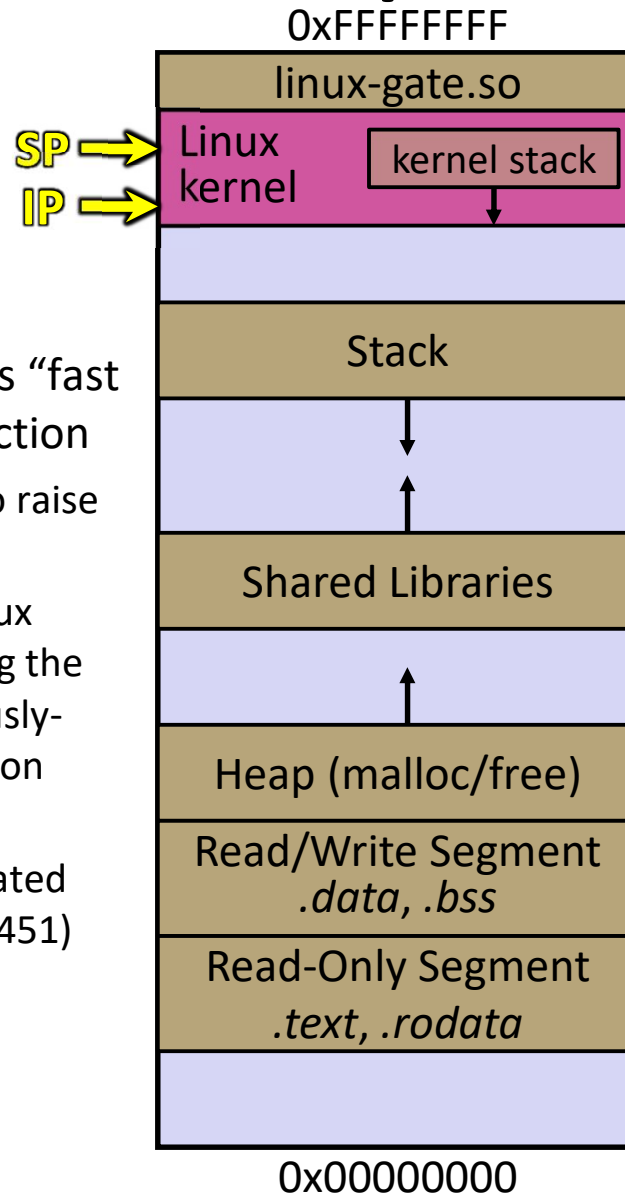 0xFFFFFFFF
linux-gate.so
SP
Linux
kernel
kernel stack
IP
Stack
s “fast
ction
o raise
ux
g the
usly-
on
ated
451)
Shared Libraries
Heap (malloc/free)
Read/Write Segment
.data, .bss
Read-Only Segment
.text, .rodata
0x00000000